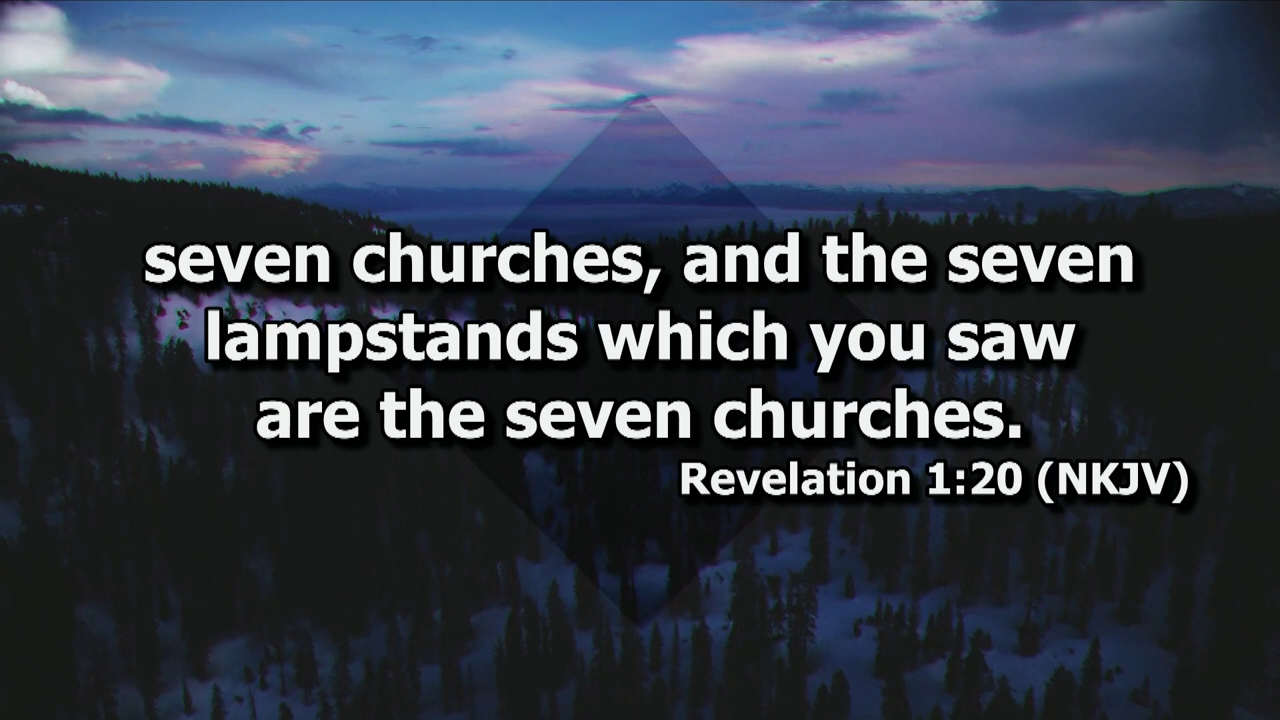 seven churches, and the seven
lampstands which you saw
are the seven churches.
Revelation 1:20 (NKJV)